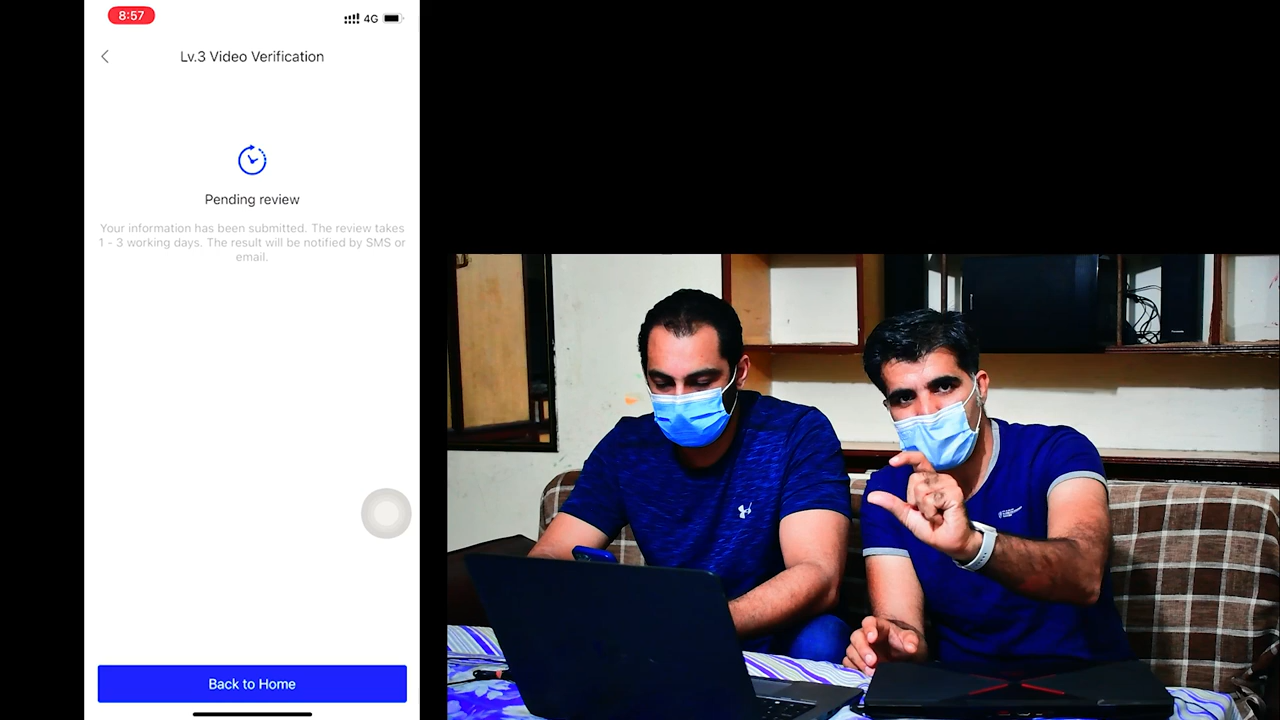 8:57
4G
Lv.3 Video Verification
Pending review
Your information has been submitted. The review takes
1 - 3 working days. The result will be notified by SMS or
email.
Back to Home